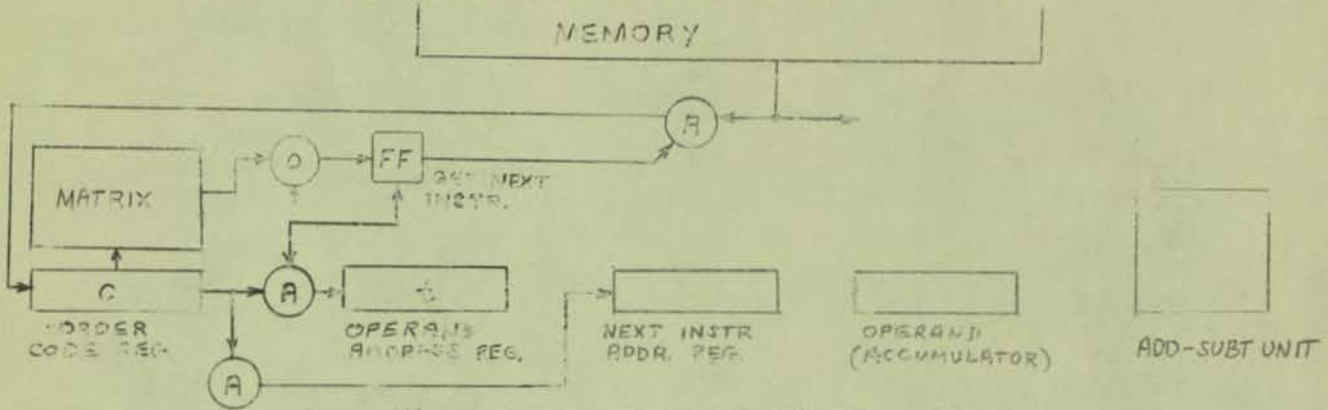 MEMORY
A
O
FF
GET NEXT
INSTR.
MATRIX
C
A
t
ORDER
CODE REG.
OPERAND
ADDRESS REG.
NEXT INSTR
ADDR. REG.
OPERAND
(ACCUMULATOR)
ADD-SUBT UNIT
A